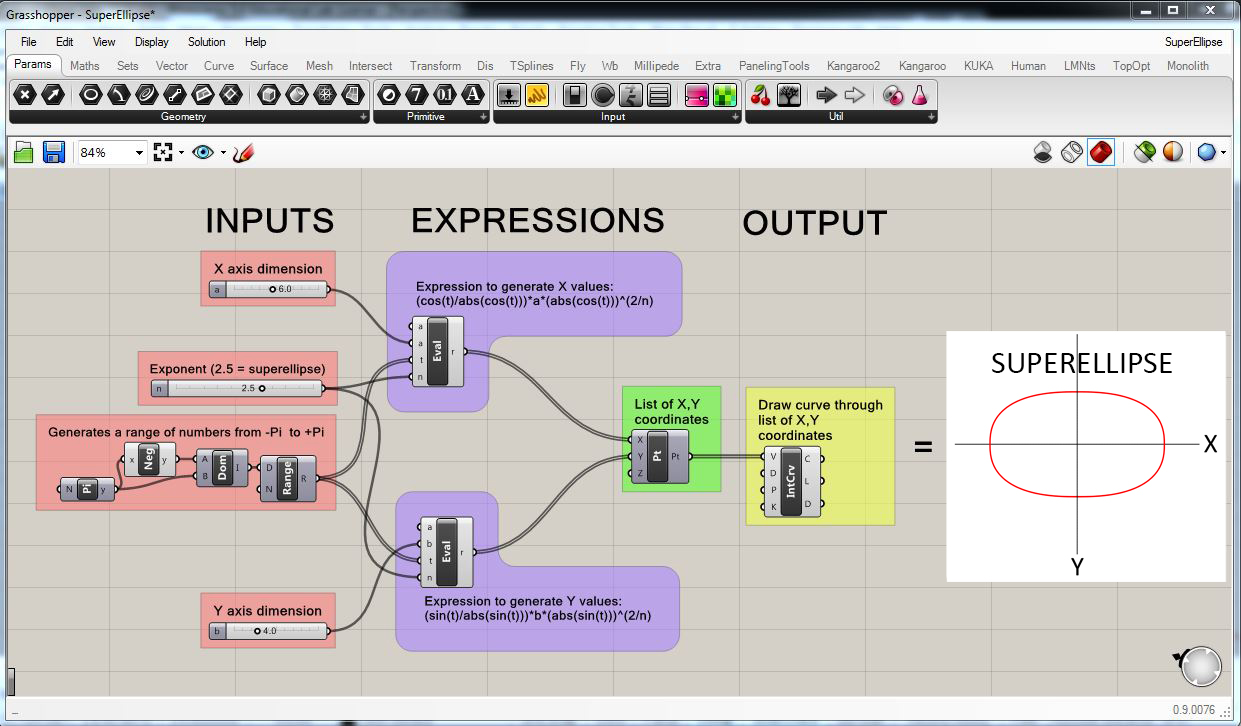 Grasshopper - SuperEllipse*
File Edit View Display Solution Help SuperEllipse
Params Maths Sets Vector Curve Surface Mesh Intersect Transform Dis TSplines Fly Wb Millipede Extra PanelingTools Kangaroo2 Kangaroo KUKA Human LMNts TopOpt Monolith
7 0.1 A
Geometry Primitive Input Util
84%
INPUTS EXPRESSIONS OUTPUT
X axis dimension
a 6.0
Expression to generate X values:
(cos(t)/abs(cos(t)))*a*(abs(cos(t)))^(2/n)
a
a
t
n
Eval
r
Exponent (2.5 = superellipse)
n 2.5
Generates a range of numbers from -Pi to +Pi
N Pi y
x Neg y
A
B
Dom
I
D
N
Range
R
List of X,Y
coordinates
X
Y
Z
Pt
Pt
Draw curve through
list of X,Y
coordinates
V
D
P
K
IntCrv
C
L
D
=
SUPERELLIPSE
X
Y
a
b
t
n
Eval
r
Expression to generate Y values:
(sin(t)/abs(sin(t)))*b*(abs(sin(t)))^(2/n)
Y axis dimension
b 4.0
0.9.0076